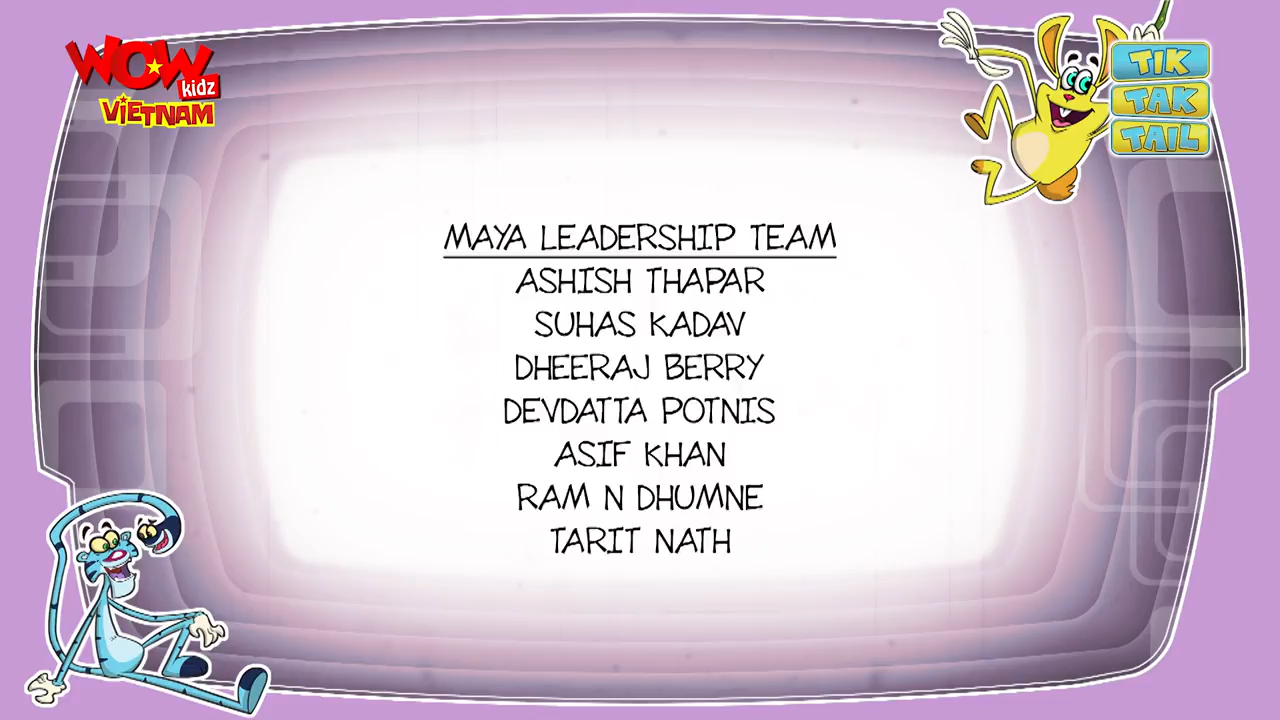 WOW
kidz
VIETNAM
TIK
TAK
TAIL
MAYA LEADERSHIP TEAM
ASHISH THAPAR
SUHAS KADAV
DHEERAJ BERRY
DEVDATTA POTNIS
ASIF KHAN
RAM N DHUMNE
TARIT NATH